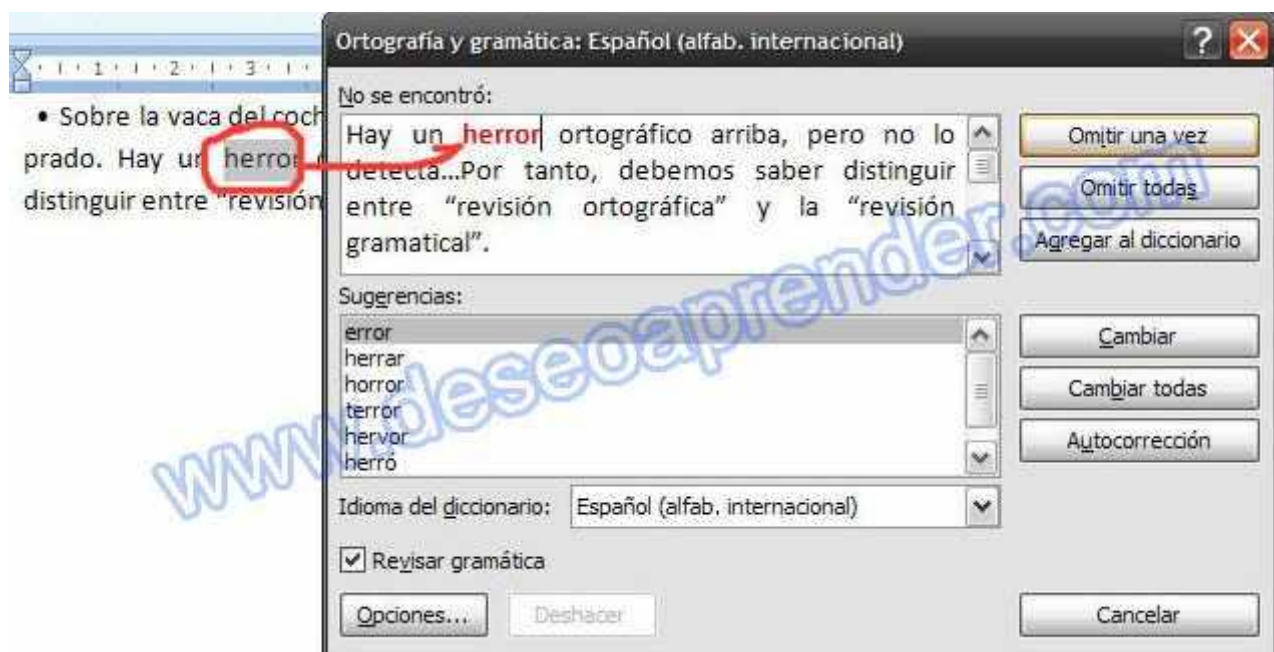 Ortografía y gramática: Español (alfab. internacional)
1 2 3
• Sobre la vaca del coch
prado. Hay un herror
distinguir entre "revisión
No se encontró:
Hay un herror ortográfico arriba, pero no lo
detecta...Por tanto, debemos saber distinguir
entre "revisión ortográfica" y la "revisión
gramatical".
Omitir una vez
Omitir todas
Agregar al diccionario
Sugerencias:
error
herrar
horror
terror
hervor
herró
Cambiar
Cambiar todas
Autocorrección
Idioma del diccionario: Español (alfab. internacional)
Revisar gramática
Opciones... Deshacer Cancelar
www.deseoaprender.com